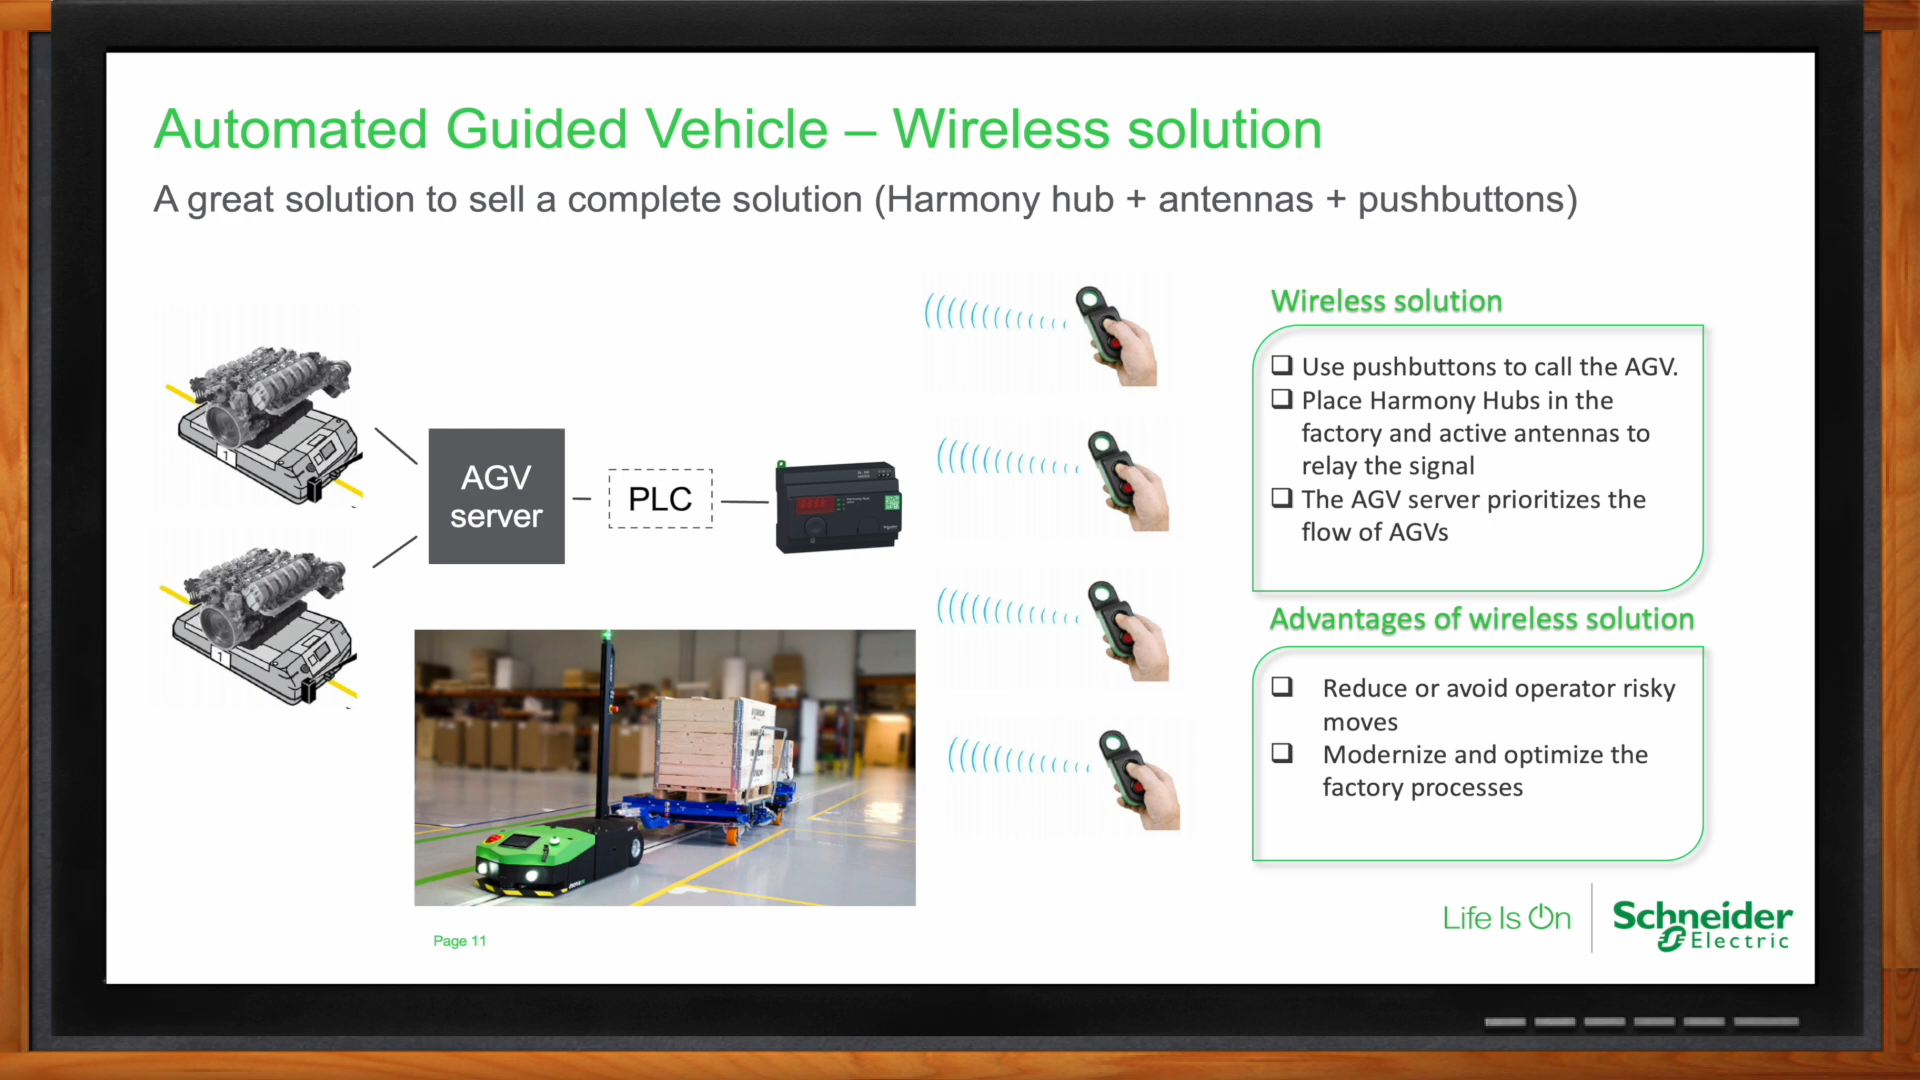 Automated Guided Vehicle – Wireless solution
A great solution to sell a complete solution (Harmony hub + antennas + pushbuttons)
1
1
AGV
server
PLC
Wireless solution
❑ Use pushbuttons to call the AGV.
❑ Place Harmony Hubs in the
factory and active antennas to
relay the signal
❑ The AGV server prioritizes the
flow of AGVs
Advantages of wireless solution
❑ Reduce or avoid operator risky
moves
❑ Modernize and optimize the
factory processes
Page 11
Life Is On
Schneider
Electric